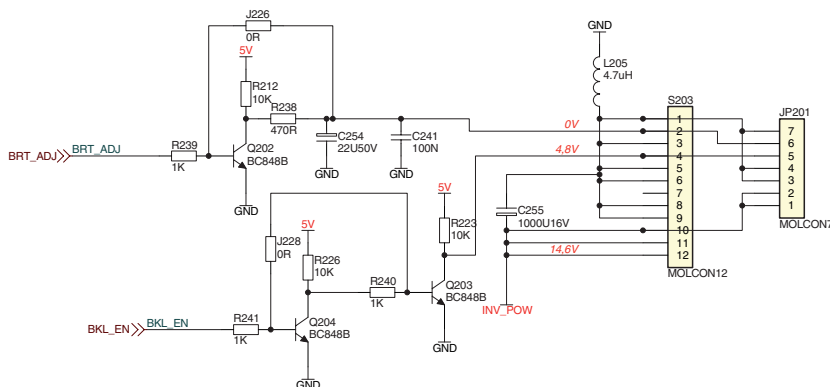 J226
0R
5V
R212
10K
R238
470R
R239
1K
BRT_ADJ
BRT_ADJ
Q202
BC848B
C254
22U50V
C241
100N
GND
GND
GND
GND
L205
4.7uH
S203
JP201
0V
4,8V
14,6V
1
2
3
4
5
6
7
8
9
10
11
12
MOLCON12
7
6
5
4
3
2
1
MOLCON7
C255
1000U16V
INV_POW
5V
R223
10K
Q203
BC848B
GND
J228
0R
5V
R226
10K
R240
1K
BKL_EN
BKL_EN
R241
1K
Q204
BC848B
GND